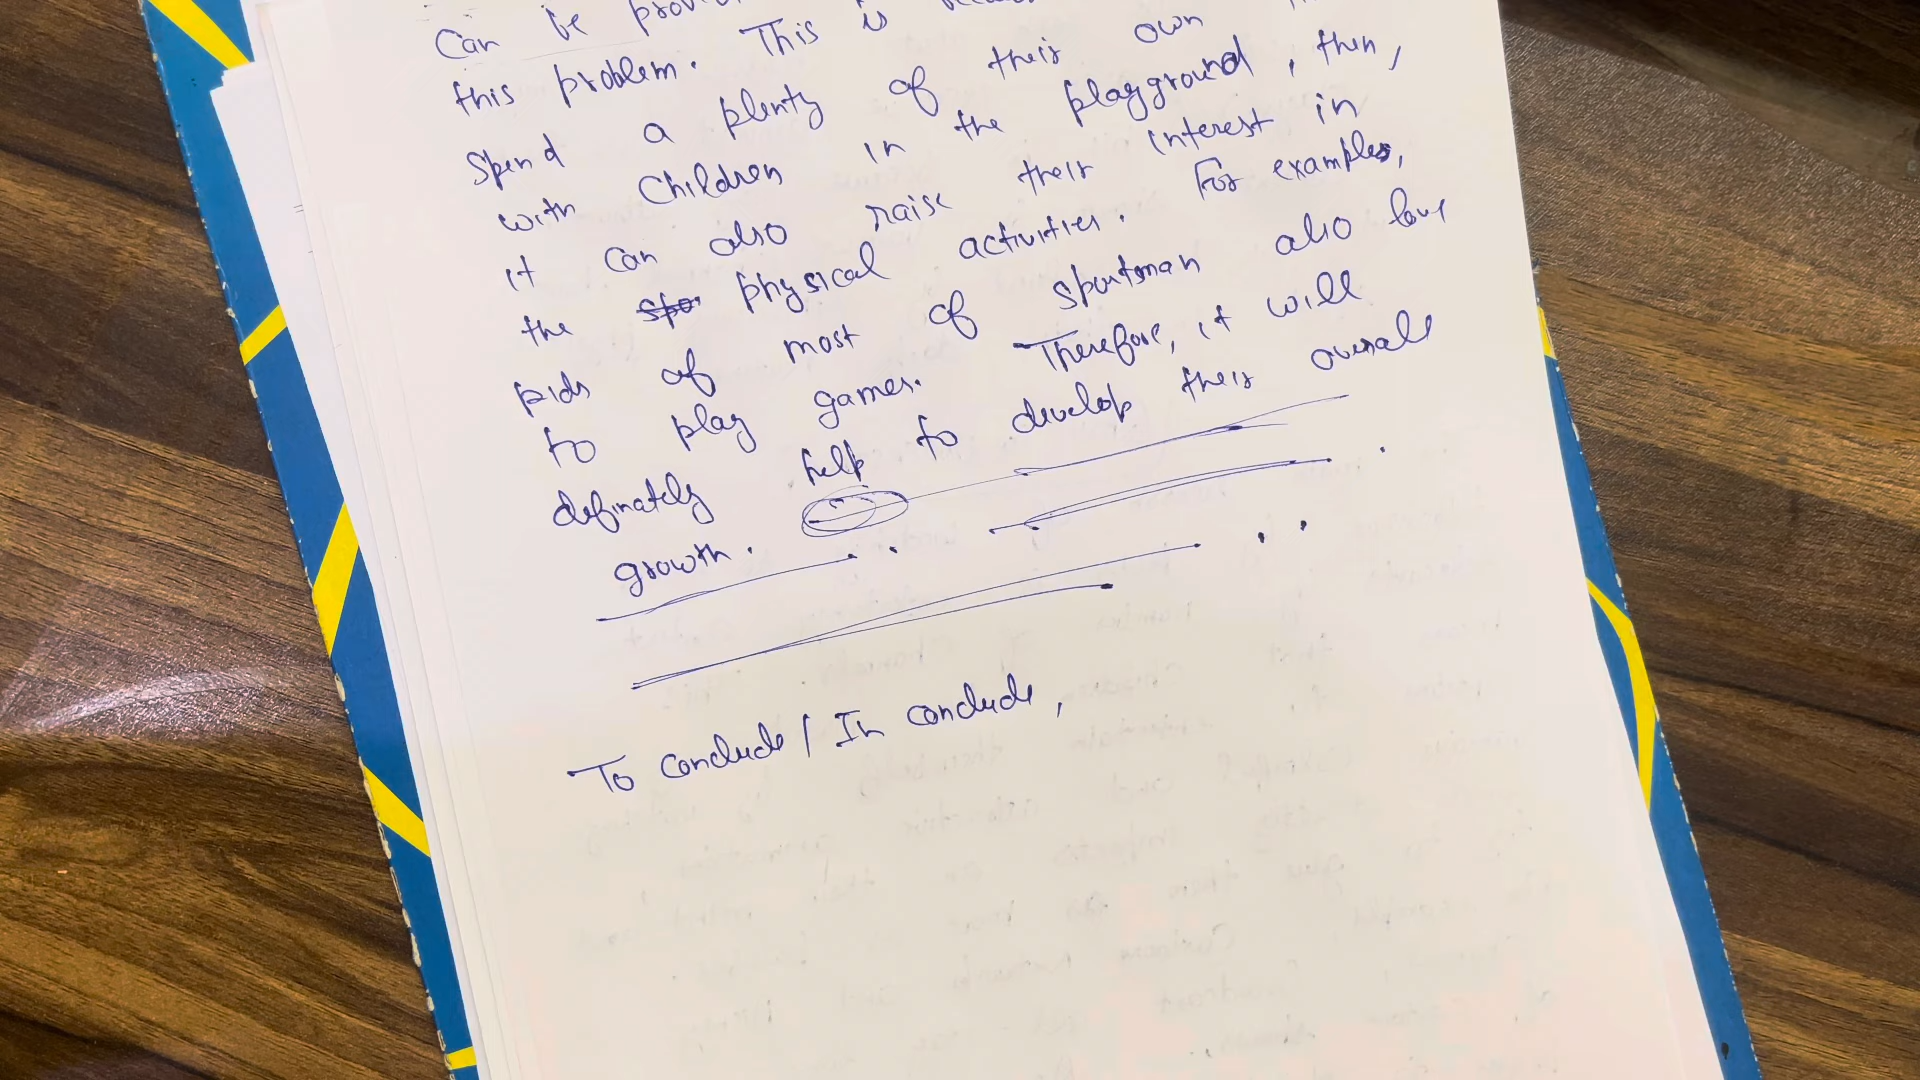 Can be
this problem. This is
spend a plenty of their own
with children in the playground, then,
it can also raise their interest in
the physical activities. For examples,
of most of sportsman also love
to play games. Therefore, it will
definately help to develop their overall
growth.
To conclude / In conclude,